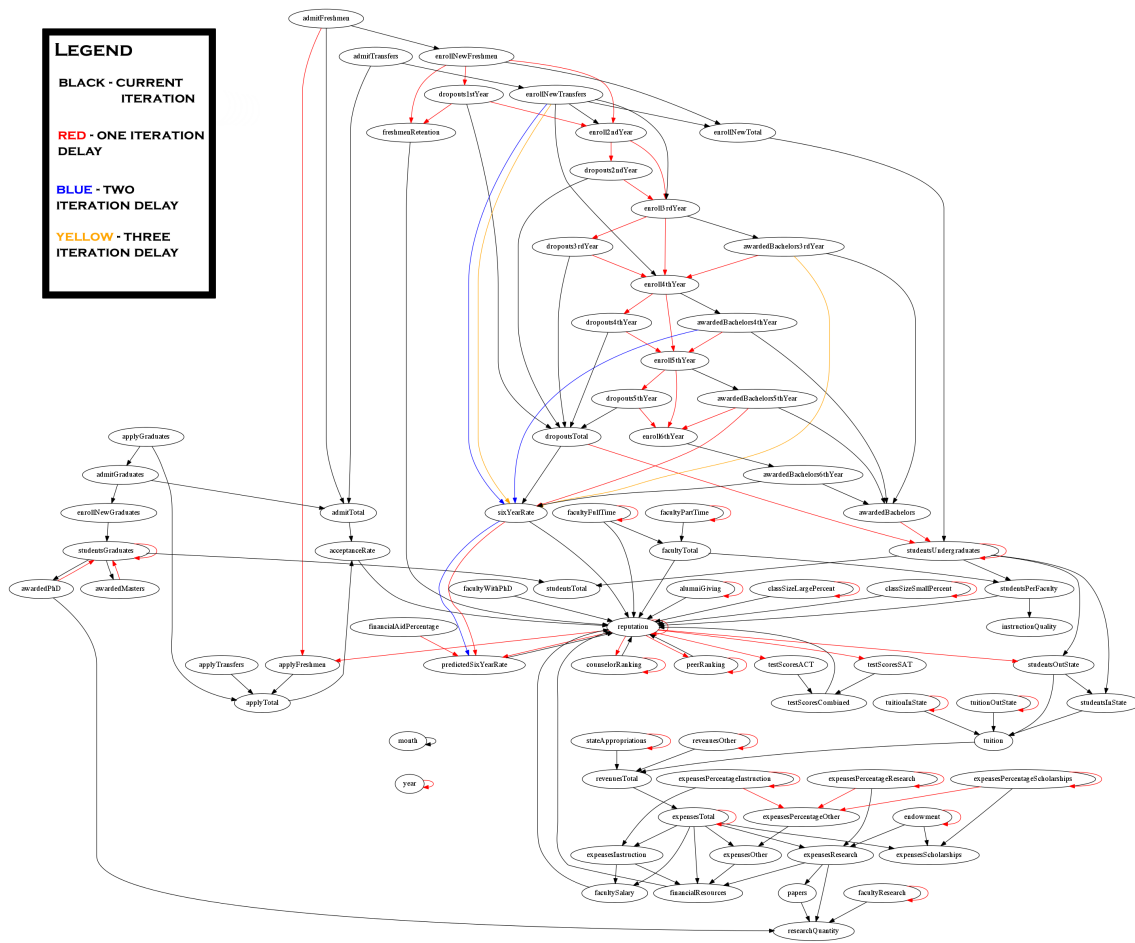 LEGEND
BLACK - CURRENT
ITERATION
RED - ONE ITERATION
DELAY
BLUE - TWO
ITERATION DELAY
YELLOW - THREE
ITERATION DELAY
admitFreshmen
admitTransfers
enrollNewFreshmen
dropouts1stYear
enrollNewTransfers
freshmenRetention
enroll2ndYear
enrollNewTotal
dropouts2ndYear
enroll3rdYear
dropouts3rdYear
awardedBachelors3rdYear
enroll4thYear
dropouts4thYear
awardedBachelors4thYear
enroll5thYear
dropouts5thYear
awardedBachelors5thYear
applyGraduates
dropoutsTotal
enroll6thYear
admitGraduates
awardedBachelors6thYear
enrollNewGraduates
admitTotal
sixYearRate
facultyFullTime
facultyPartTime
awardedBachelors
studentsGraduates
acceptanceRate
facultyTotal
studentsUndergraduates
awardedPhD
awardedMasters
facultyWithPhD
studentsTotal
alumniGiving
classSizeLargePercent
classSizeSmallPercent
studentsPerFaculty
financialAidPercentage
reputation
instructionQuality
applyTransfers
applyFreshmen
predictedSixYearRate
counselorRanking
peerRanking
testScoresACT
testScoresSAT
studentsOutState
applyTotal
testScoresCombined
tuitionInState
tuitionOutState
studentsInState
month
stateAppropriations
revenuesOther
tuition
year
revenuesTotal
expensesPercentageInstruction
expensesPercentageResearch
expensesPercentageScholarships
expensesTotal
expensesPercentageOther
endowment
expensesInstruction
expensesOther
expensesResearch
expensesScholarships
facultySalary
financialResources
papers
facultyResearch
researchQuantity